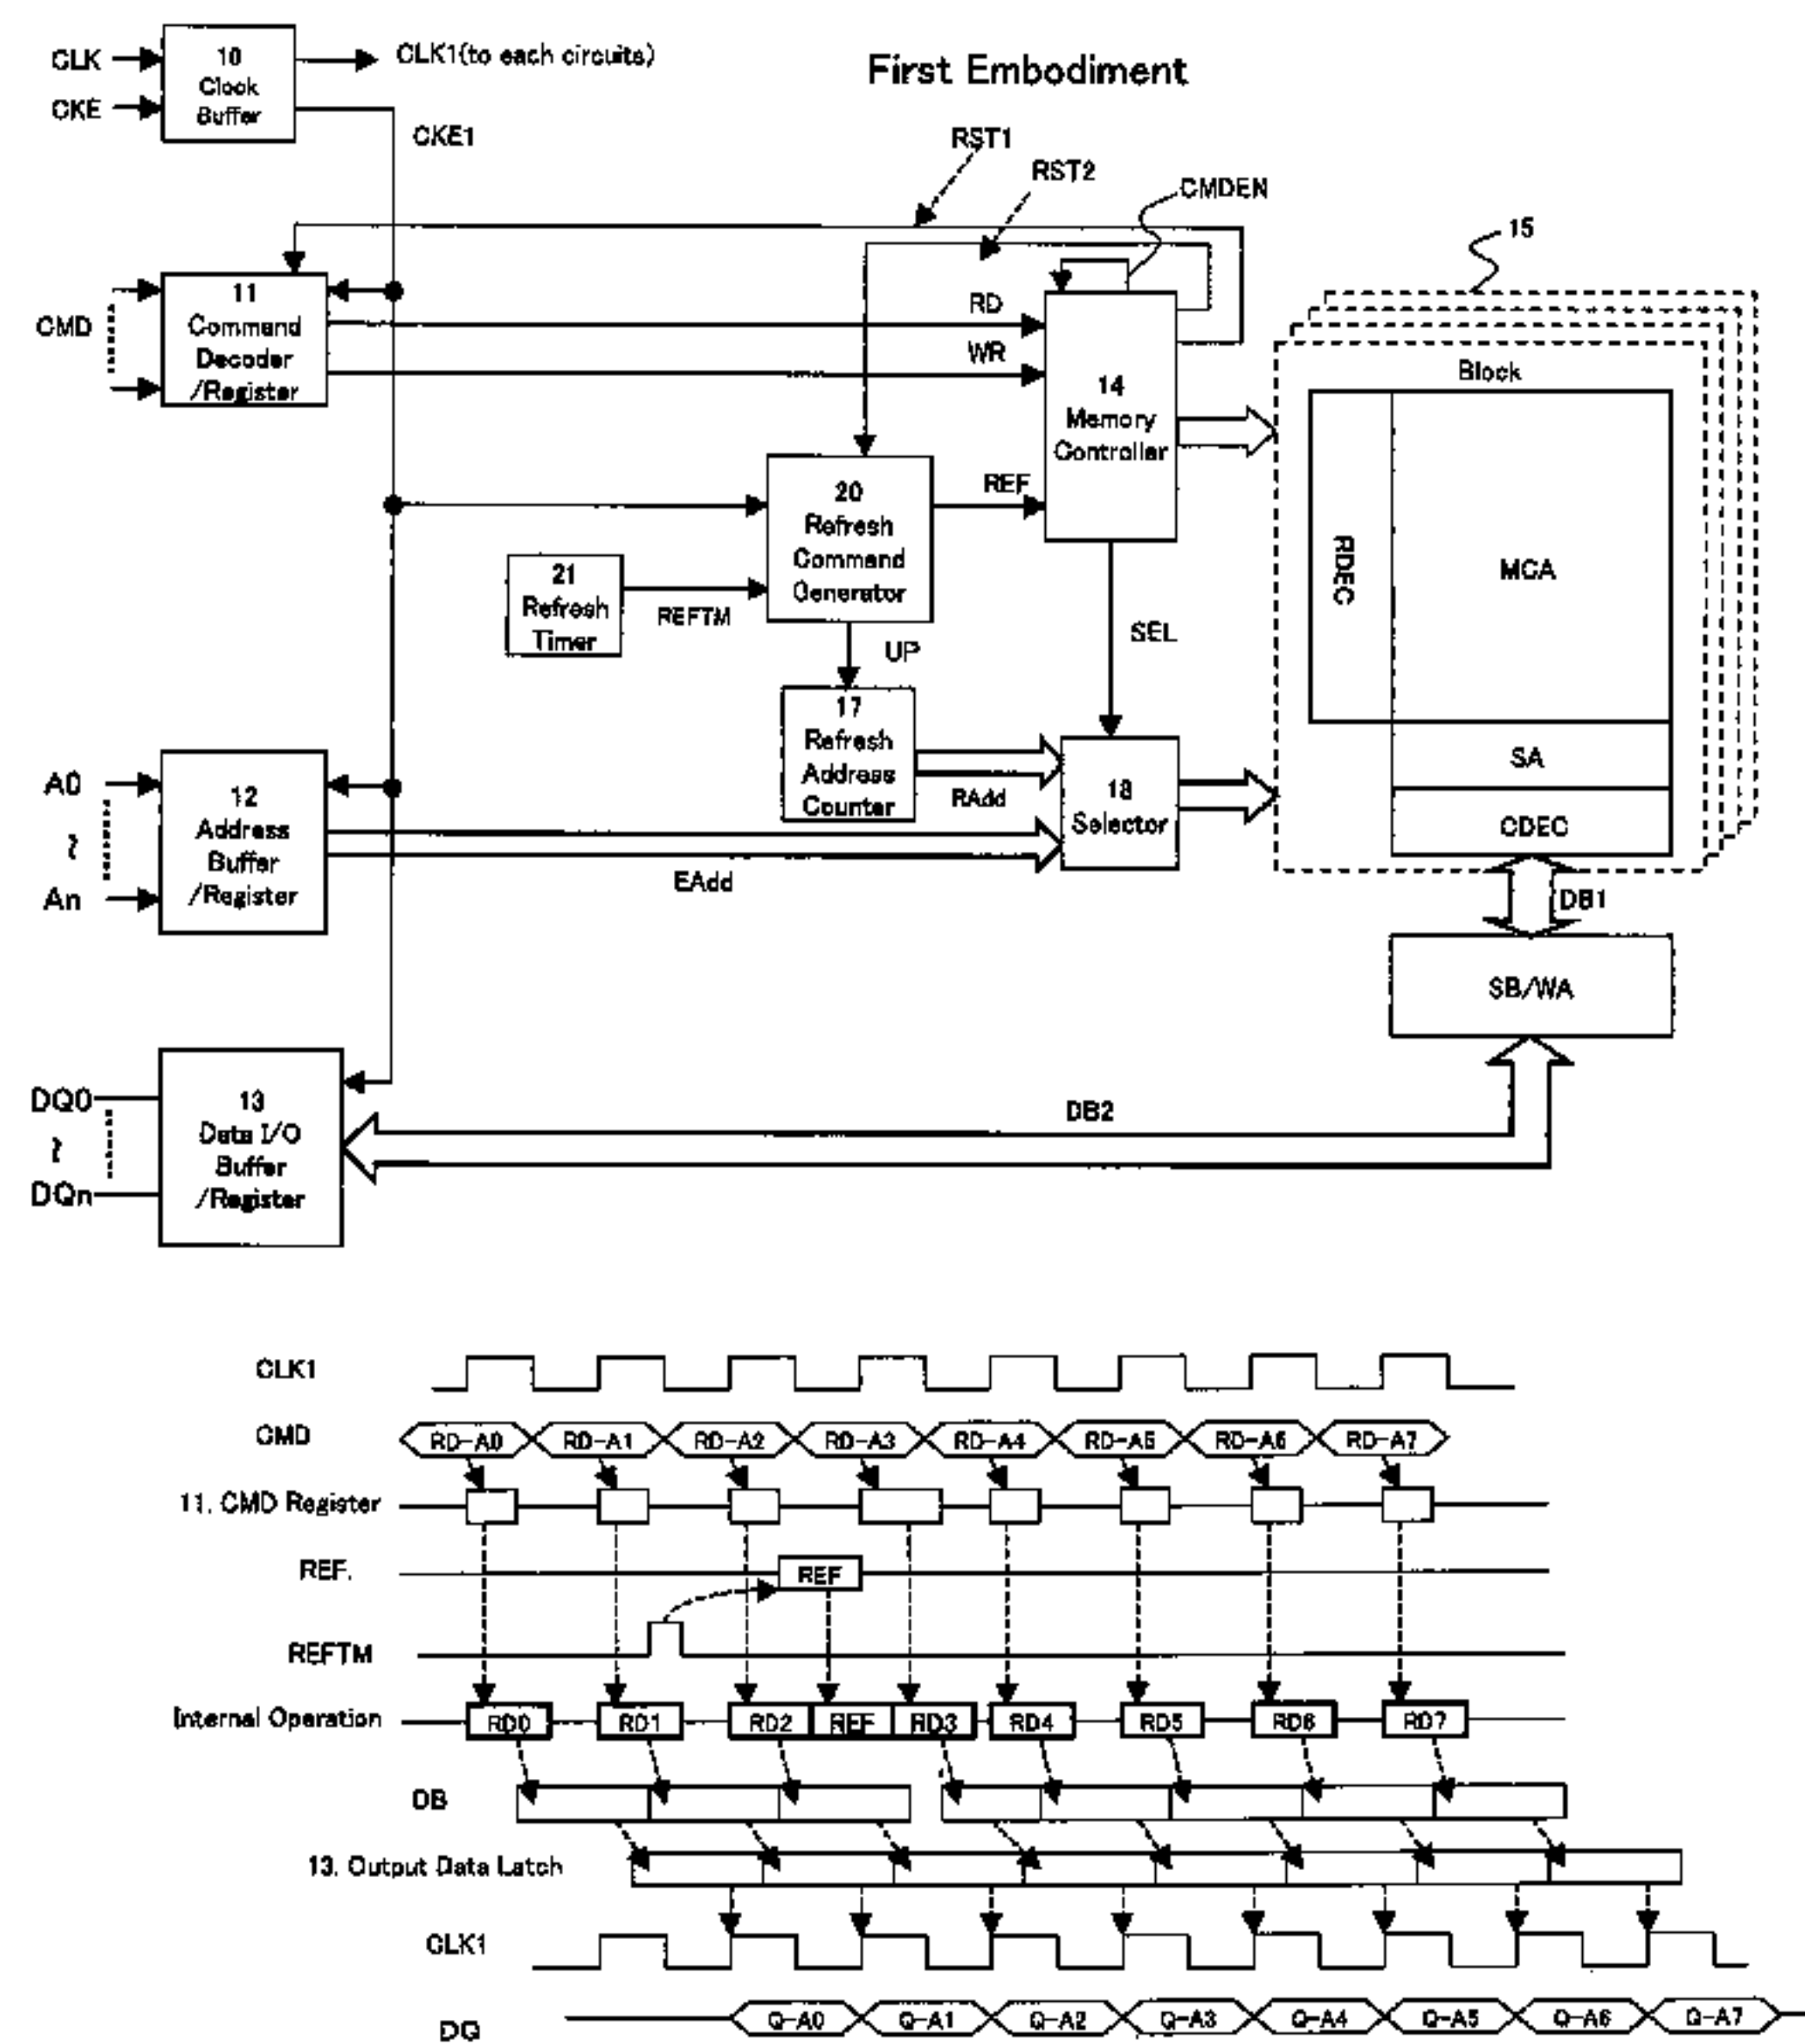 First Embodiment
CLK
CKE
10
Clock
Buffer
CLK1(to each circuits)
CKE1
RST1
RST2
CMDEN
15
CMD
11
Command
Decoder
/Register
RD
WR
14
Memory
Controller
Block
RDEC
MCA
SA
CDEC
20
Refresh
Command
Generator
REF
21
Refresh
Timer
REFTM
UP
SEL
17
Refresh
Address
Counter
RAdd
18
Selector
A0
~
An
12
Address
Buffer
/Register
EAdd
DB1
SB/WA
DQ0
~
DQn
13
Data I/O
Buffer
/Register
DB2
CLK1
CMD
RD-A0 RD-A1 RD-A2 RD-A3 RD-A4 RD-A5 RD-A6 RD-A7
11. CMD Register
REF.
REF
REFTM
Internal Operation
RD0 RD1 RD2 REF RD3 RD4 RD5 RD6 RD7
DB
13. Output Data Latch
CLK1
DQ
Q-A0 Q-A1 Q-A2 Q-A3 Q-A4 Q-A5 Q-A6 Q-A7